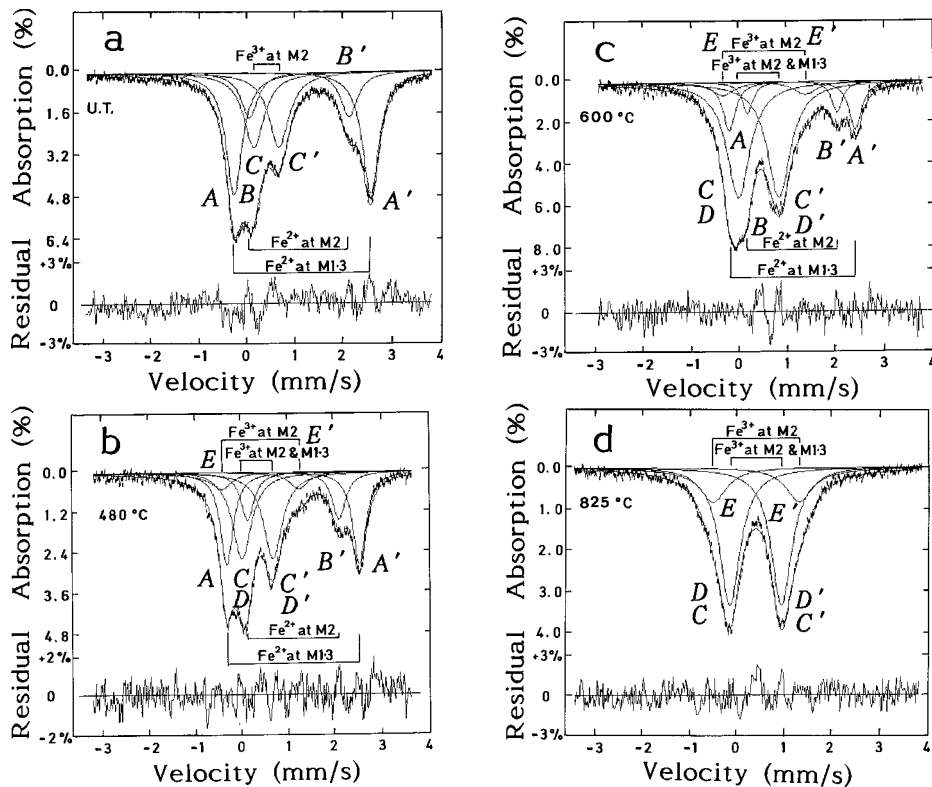 a
Absorption (%)
Residual
Fe³⁺ at M2
B'
0.0
U.T.
1.6
3.2
4.8
6.4
A
B
C
C'
A'
Fe²⁺ at M2
Fe²⁺ at M1·3
+3%
0
−3%
-3 -2 -1 0 1 2 3 4
Velocity (mm/s)
c
Absorption (%)
Residual
E
Fe³⁺ at M2
E'
Fe³⁺ at M2 & M1·3
0.0
600 °C
2.0
4.0
6.0
8.0
A
B'
A'
C
D
B
C'
D'
Fe²⁺ at M2
Fe²⁺ at M1·3
+3%
0
−3%
-3 -2 -1 0 1 2 3 4
Velocity (mm/s)
b
Absorption (%)
Residual
Fe³⁺ at M2
E
E'
Fe³⁺ at M2 & M1·3
0.0
480 °C
1.2
2.4
3.6
4.8
A
C
D
C'
D'
B'
A'
Fe²⁺ at M2
Fe²⁺ at M1·3
+2%
0
−2%
-3 -2 -1 0 1 2 3 4
Velocity (mm/s)
d
Absorption (%)
Residual
Fe³⁺ at M2
Fe³⁺ at M2 & M1·3
0.0
825 °C
1.0
2.0
3.0
4.0
E
E'
D
C
D'
C'
+3%
0
−3%
-3 -2 -1 0 1 2 3 4
Velocity (mm/s)